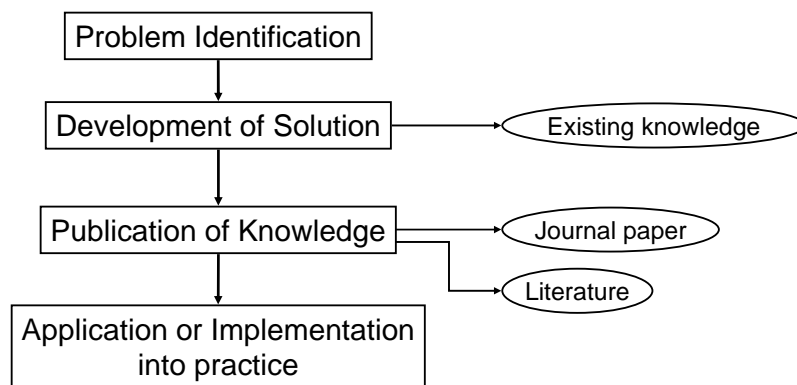 Problem Identification
Development of Solution
Existing knowledge
Publication of Knowledge
Journal paper
Literature
Application or Implementation
into practice